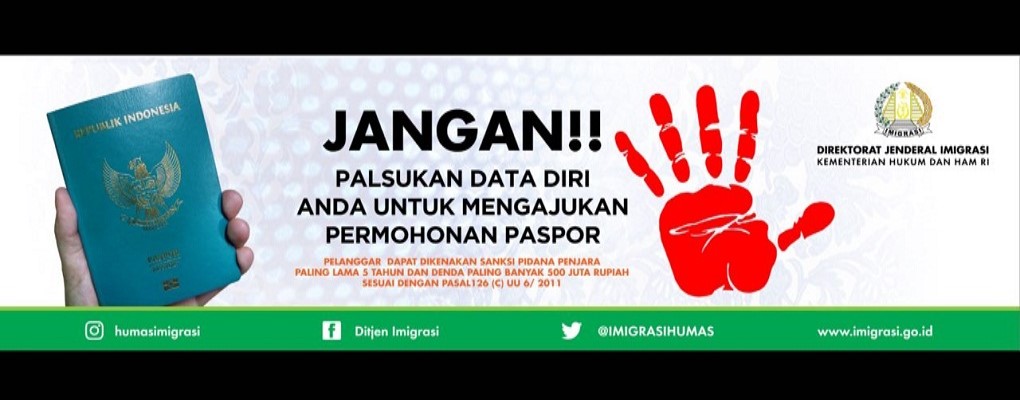 REPUBLIK INDONESIA
PASPOR
JANGAN!!
PALSUKAN DATA DIRI
ANDA UNTUK MENGAJUKAN
PERMOHONAN PASPOR
PELANGGAR DAPAT DIKENAKAN SANKSI PIDANA PENJARA
PALING LAMA 5 TAHUN DAN DENDA PALING BANYAK 500 JUTA RUPIAH
SESUAI DENGAN PASAL126 (C) UU 6/ 2011
IMIGRASI
DIREKTORAT JENDERAL IMIGRASI
KEMENTERIAN HUKUM DAN HAM RI
humasimigrasi
Ditjen Imigrasi
@IMIGRASIHUMAS
www.imigrasi.go.id